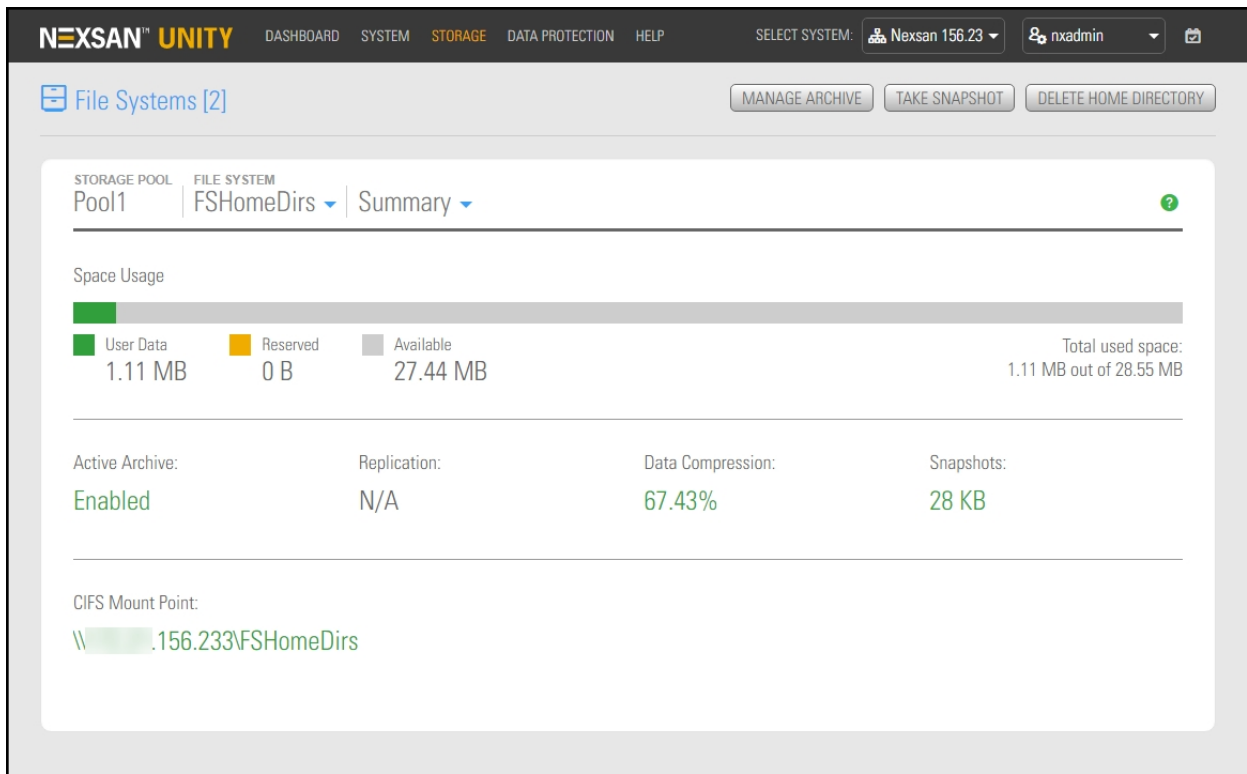 NEXSAN™ UNITY DASHBOARD SYSTEM STORAGE DATA PROTECTION HELP SELECT SYSTEM: Nexsan 156.23 nxadmin
File Systems [2] MANAGE ARCHIVE TAKE SNAPSHOT DELETE HOME DIRECTORY
STORAGE POOL FILE SYSTEM
Pool1 FSHomeDirs Summary ?
Space Usage
User Data Reserved Available Total used space:
1.11 MB 0 B 27.44 MB 1.11 MB out of 28.55 MB
Active Archive: Replication: Data Compression: Snapshots:
Enabled N/A 67.43% 28 KB
CIFS Mount Point:
\\ .156.233\FSHomeDirs